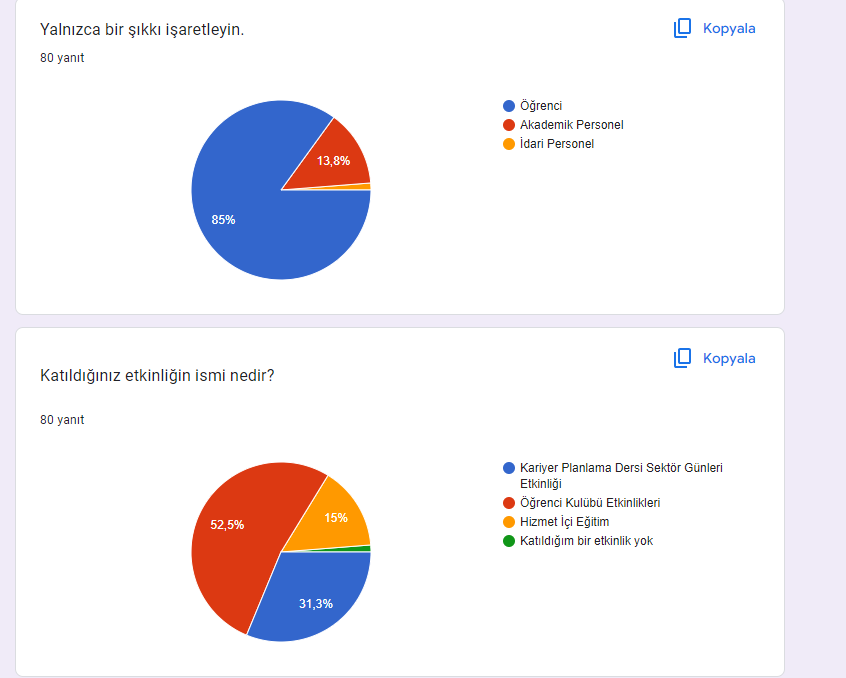 Yalnızca bir şıkkı işaretleyin.
Kopyala
80 yanıt
Öğrenci
Akademik Personel
İdari Personel
13,8%
85%
Kopyala
Katıldığınız etkinliğin ismi nedir?
80 yanıt
Kariyer Planlama Dersi Sektör Günleri
Etkinliği
Öğrenci Kulübü Etkinlikleri
Hizmet İçi Eğitim
Katıldığım bir etkinlik yok
52,5%
15%
31,3%